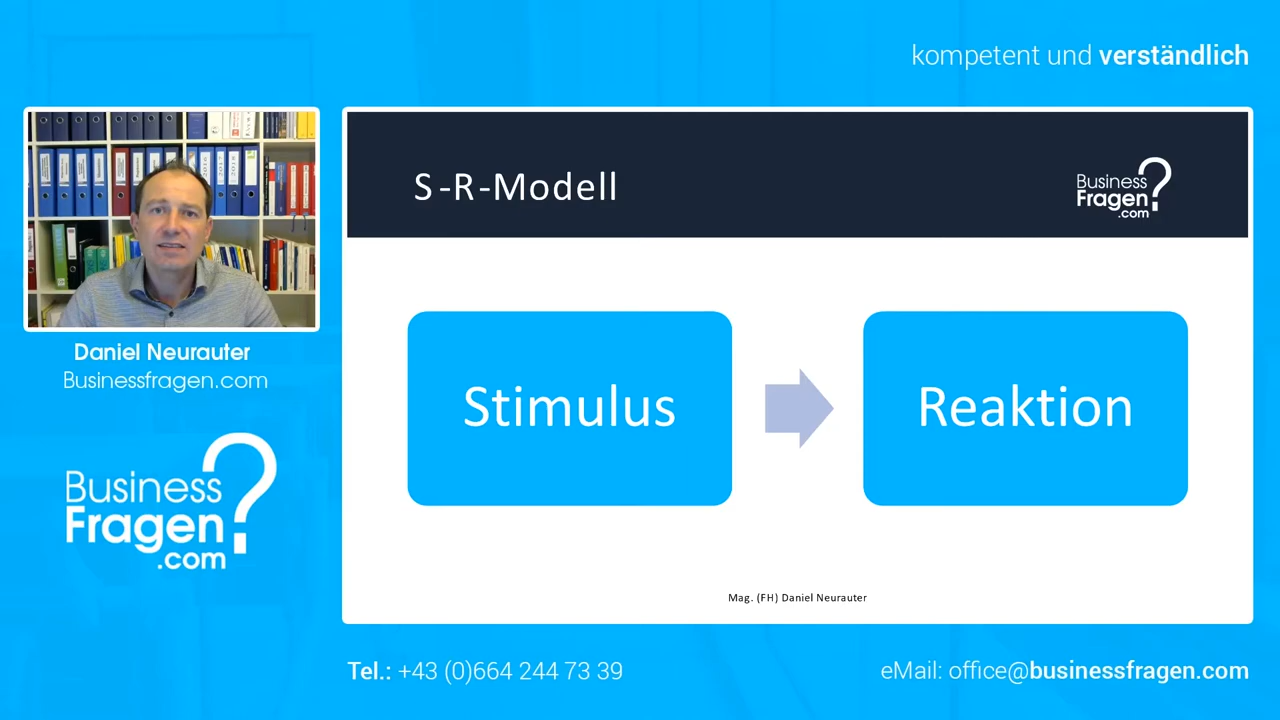 kompetent und verständlich
Daniel Neurauter
Businessfragen.com
Business
Fragen
.com
S-R-Modell
Business
Fragen
.com
Stimulus
Reaktion
Mag. (FH) Daniel Neurauter
Tel.: +43 (0)664 244 73 39
eMail: office@businessfragen.com